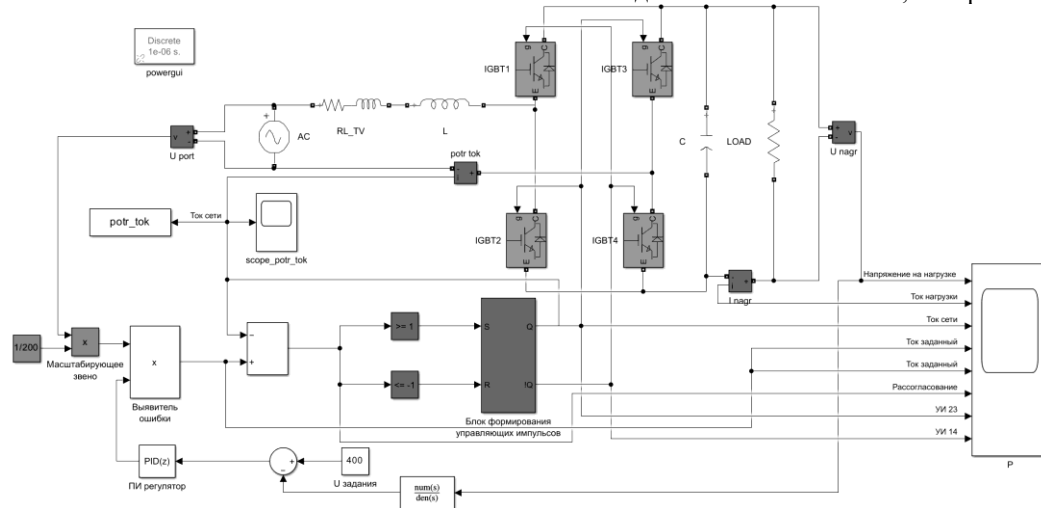 Discrete
1e-06 s.
powergui
IGBT1
g
C
E
IGBT3
g
C
E
RL_TV
L
AC
+
v
U port
potr tok
C
LOAD
v
U nagr
potr_tok
Ток сети
scope_potr_tok
IGBT2
g
C
E
IGBT4
g
C
E
I nagr
Напряжение на нагрузке
Ток нагрузки
Ток сети
Ток заданный
Ток заданный
Рассогласование
УИ 23
УИ 14
P
1/200
x
Масштабирующее
звено
x
Выявитель
ошибки
−
+
>= 1
<= -1
S
R
Q
!Q
Блок формирования
управляющих импульсов
PID(z)
ПИ регулятор
+
−
400
U задания
num(s)
den(s)